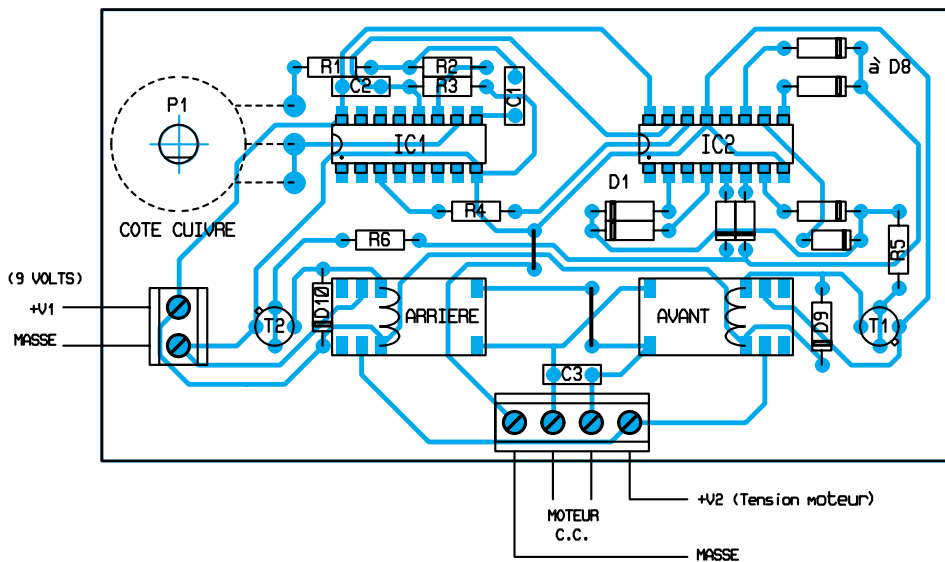 R1
R2
C2
R3
C1
à D8
P1
IC1
IC2
D1
R4
COTE CUIVRE
R6
R5
(9 VOLTS)
+V1
D10
T2
ARRIERE
AVANT
D9
T1
MASSE
C3
+V2 (Tension moteur)
MOTEUR
C.C.
MASSE